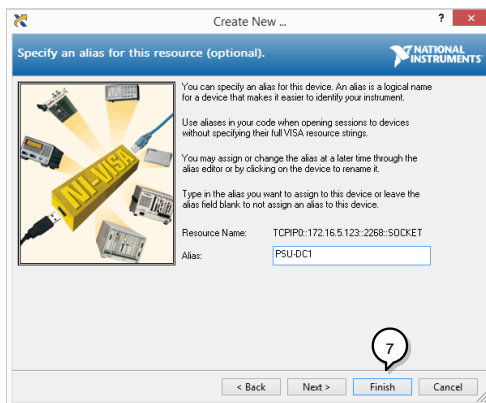 Create New ...
?
×
Specify an alias for this resource (optional).
NATIONAL
INSTRUMENTS
You can specify an alias for this device. An alias is a logical name
for a device that makes it easier to identify your instrument.
Use aliases in your code when opening sessions to devices
without specifying their full VISA resource strings.
You may assign or change the alias at a later time through the
alias editor or by clicking on the device to rename it.
Type in the alias you want to assign to this device or leave the
alias field blank to not assign an alias to this device.
NI-VISA
Resource Name: TCPIP0::172.16.5.123::2268::SOCKET
Alias: PSU-DC1
7
< Back Next > Finish Cancel